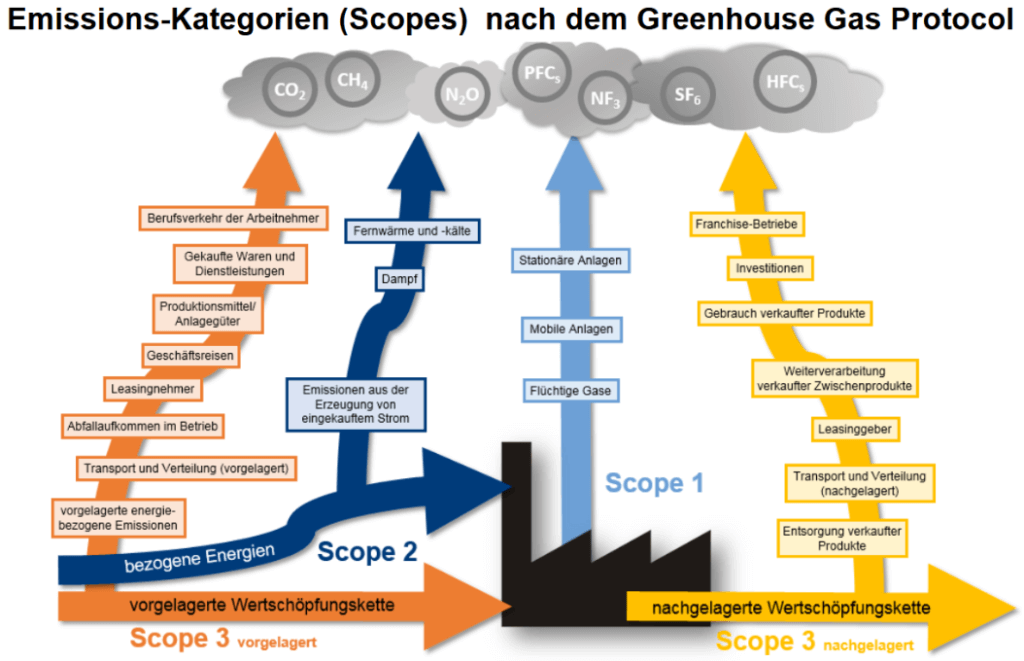 Emissions-Kategorien (Scopes) nach dem Greenhouse Gas Protocol
CO2
CH4
N2O
PFCs
NF3
SF6
HFCs
Berufsverkehr der Arbeitnehmer
Gekaufte Waren und
Dienstleistungen
Produktionsmittel/
Anlagegüter
Geschäftsreisen
Leasingnehmer
Abfallaufkommen im Betrieb
Transport und Verteilung (vorgelagert)
vorgelagerte energie-
bezogene Emissionen
Fernwärme und -kälte
Dampf
Emissionen aus der
Erzeugung von
eingekauftem Strom
Stationäre Anlagen
Mobile Anlagen
Flüchtige Gase
Franchise-Betriebe
Investitionen
Gebrauch verkaufter Produkte
Weiterverarbeitung
verkaufter Zwischenprodukte
Leasinggeber
Transport und Verteilung
(nachgelagert)
Entsorgung verkaufter
Produkte
Scope 1
bezogene Energien
Scope 2
vorgelagerte Wertschöpfungskette
Scope 3 vorgelagert
nachgelagerte Wertschöpfungskette
Scope 3 nachgelagert